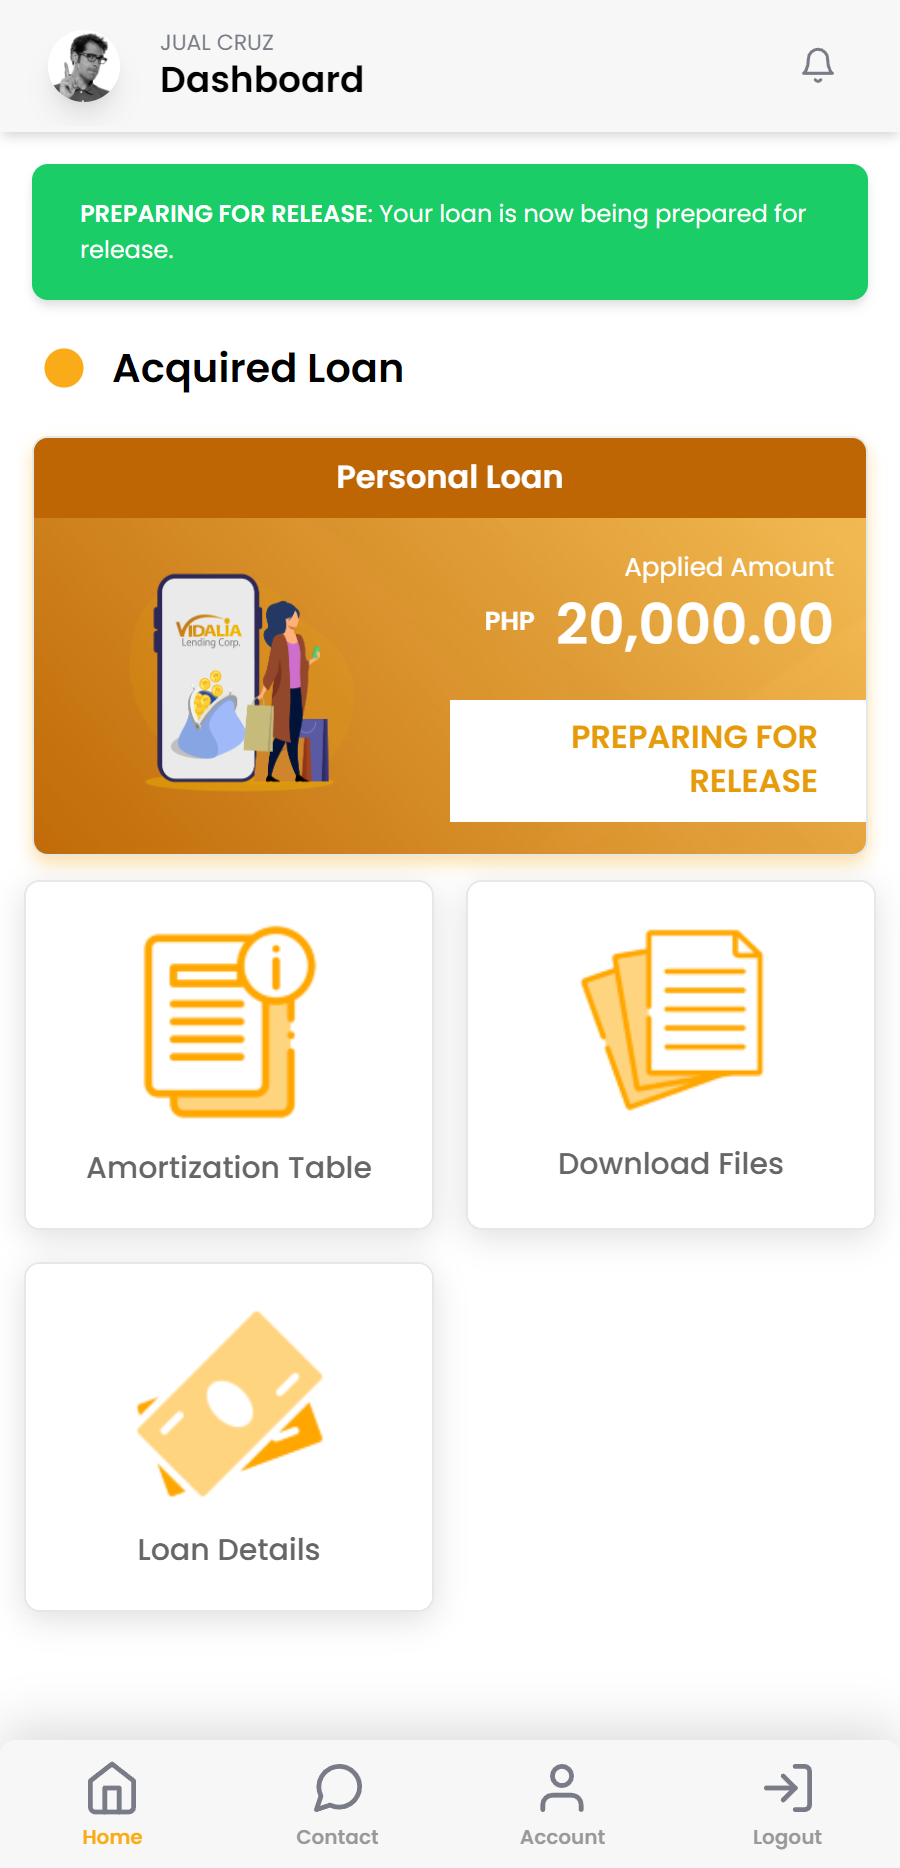 JUAL CRUZ
Dashboard
PREPARING FOR RELEASE: Your loan is now being prepared for
release.
Acquired Loan
Personal Loan
Applied Amount
PHP 20,000.00
VIDALIA
Lending Corp.
PREPARING FOR
RELEASE
i
Amortization Table
Download Files
Loan Details
Home
Contact
Account
Logout